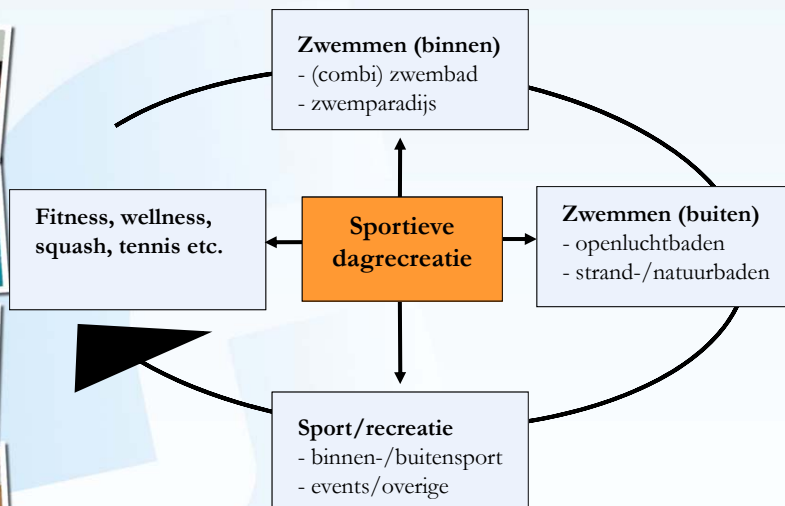 Zwemmen (binnen)
- (combi) zwembad
- zwemparadijs
Fitness, wellness,
squash, tennis etc.
Sportieve
dagrecreatie
Zwemmen (buiten)
- openluchtbaden
- strand-/natuurbaden
Sport/recreatie
- binnen-/buitensport
- events/overige